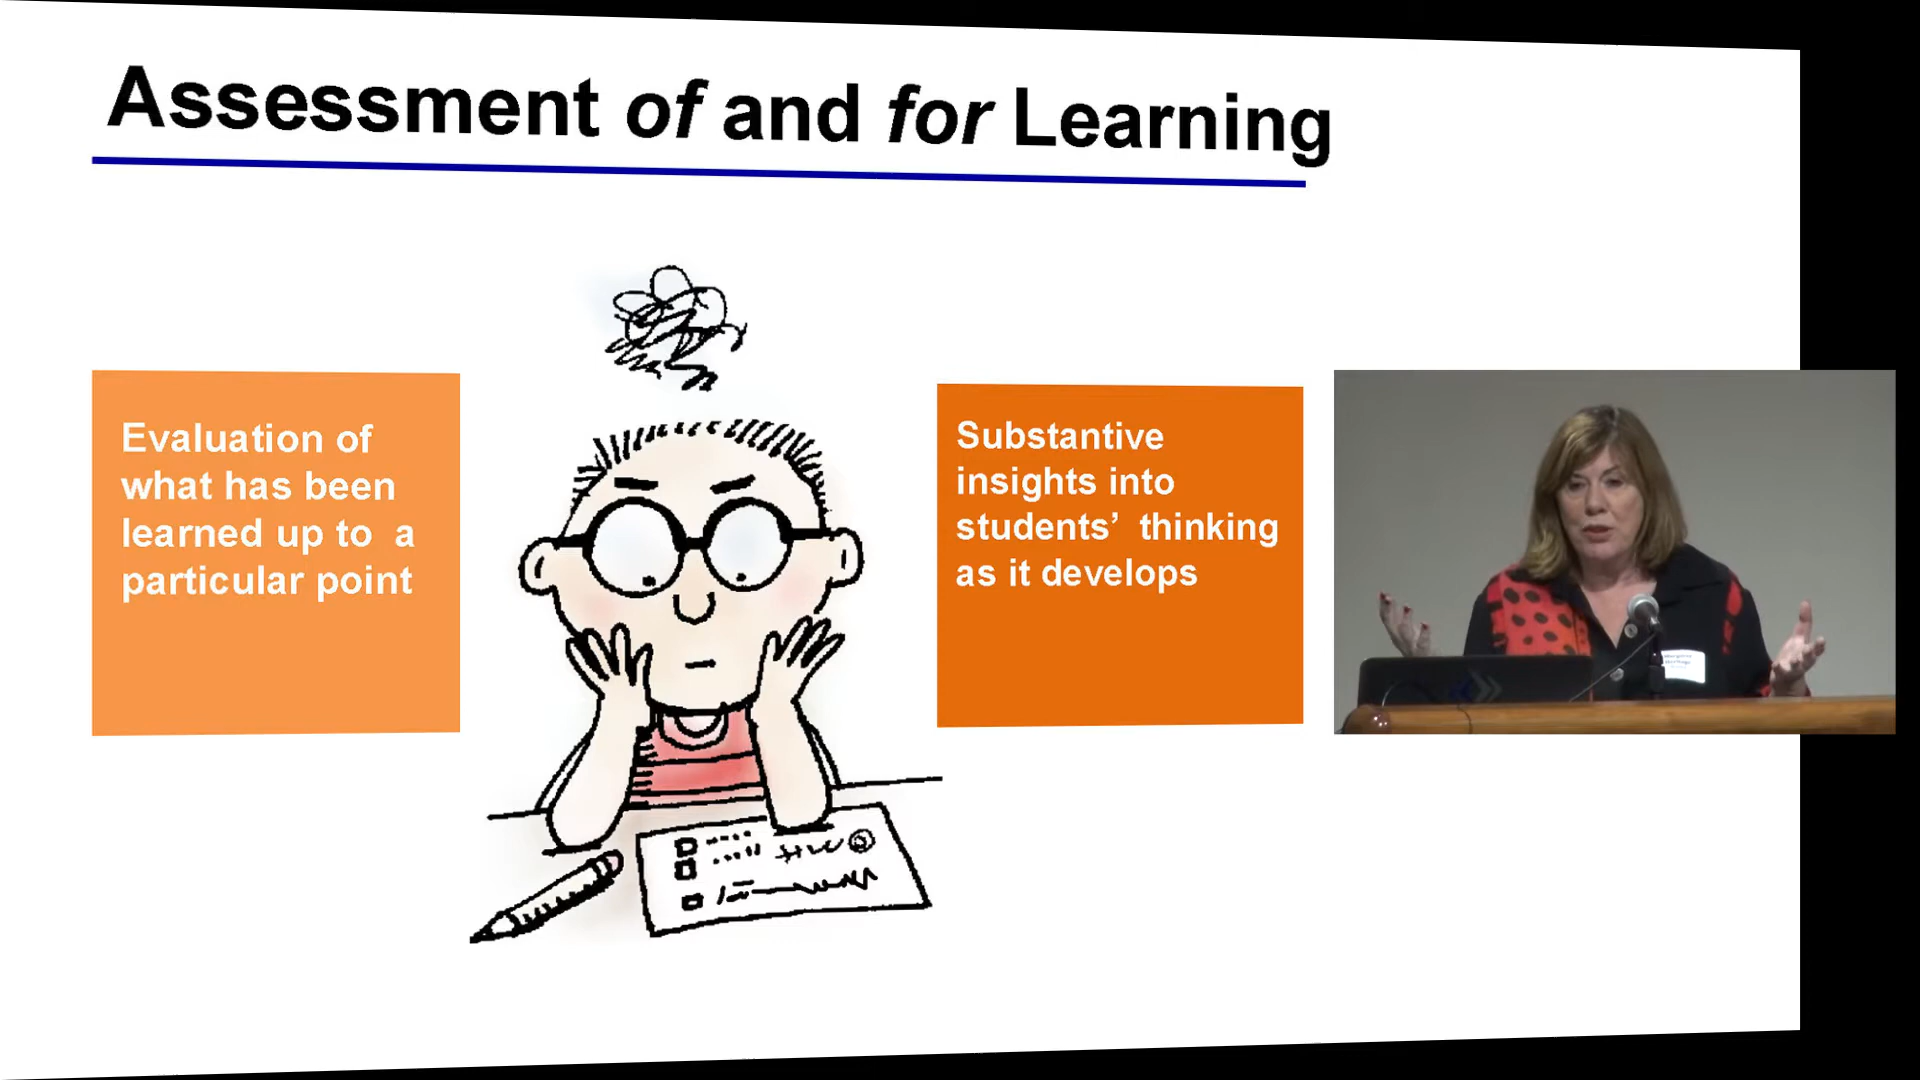 Assessment of and for Learning
Evaluation of
what has been
learned up to a
particular point
Substantive
insights into
students’ thinking
as it develops